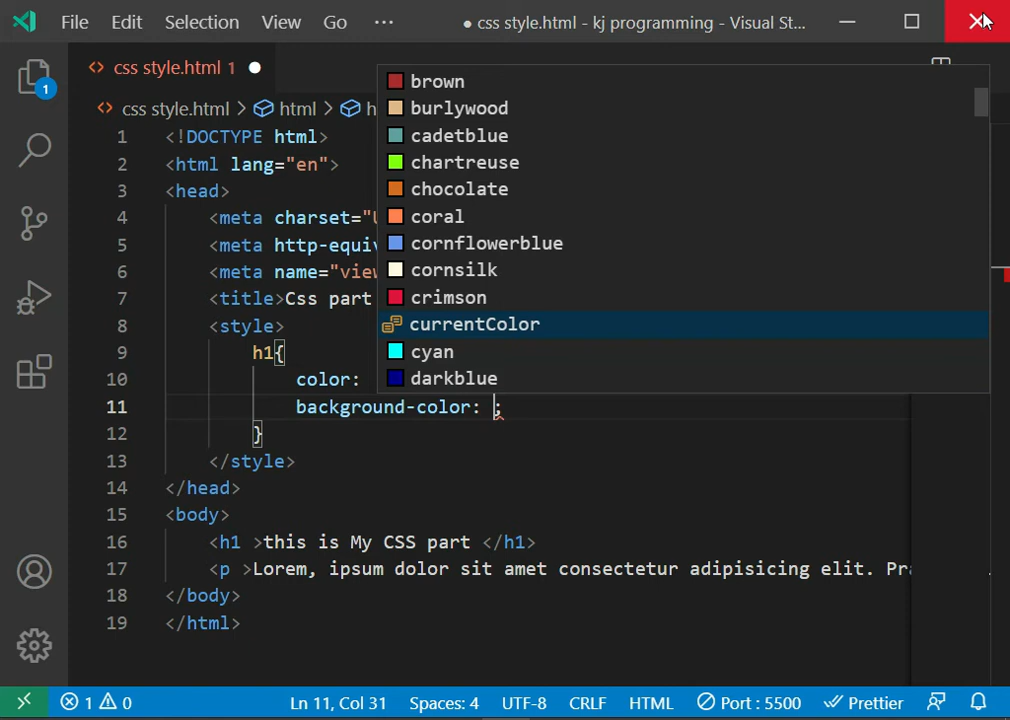 File Edit Selection View Go ··· ● css style.html - kj programming - Visual St...
css style.html 1 ●
1
css style.html > html > h
brown
burlywood
cadetblue
chartreuse
chocolate
coral
cornflowerblue
cornsilk
crimson
currentColor
cyan
darkblue
1 <!DOCTYPE html>
2 <html lang="en">
3 <head>
4 <meta charset="U
5 <meta http-equiv
6 <meta name="view
7 <title>Css part
8 <style>
9 h1{
10 color:
11 background-color: ;
12 }
13 </style>
14 </head>
15 <body>
16 <h1 >this is My CSS part </h1>
17 <p >Lorem, ipsum dolor sit amet consectetur adipisicing elit. Pra
18 </body>
19 </html>
1 0 Ln 11, Col 31 Spaces: 4 UTF-8 CRLF HTML Port : 5500 Prettier